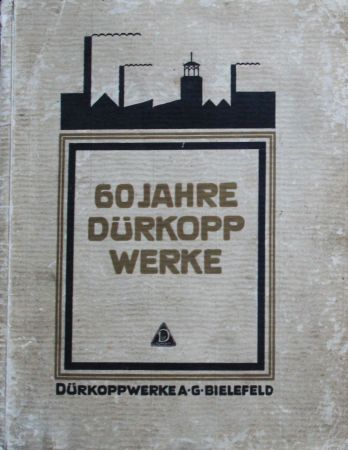 60 JAHRE
DÜRKOPP
WERKE
D
DÜRKOPPWERKE A·G·BIELEFELD